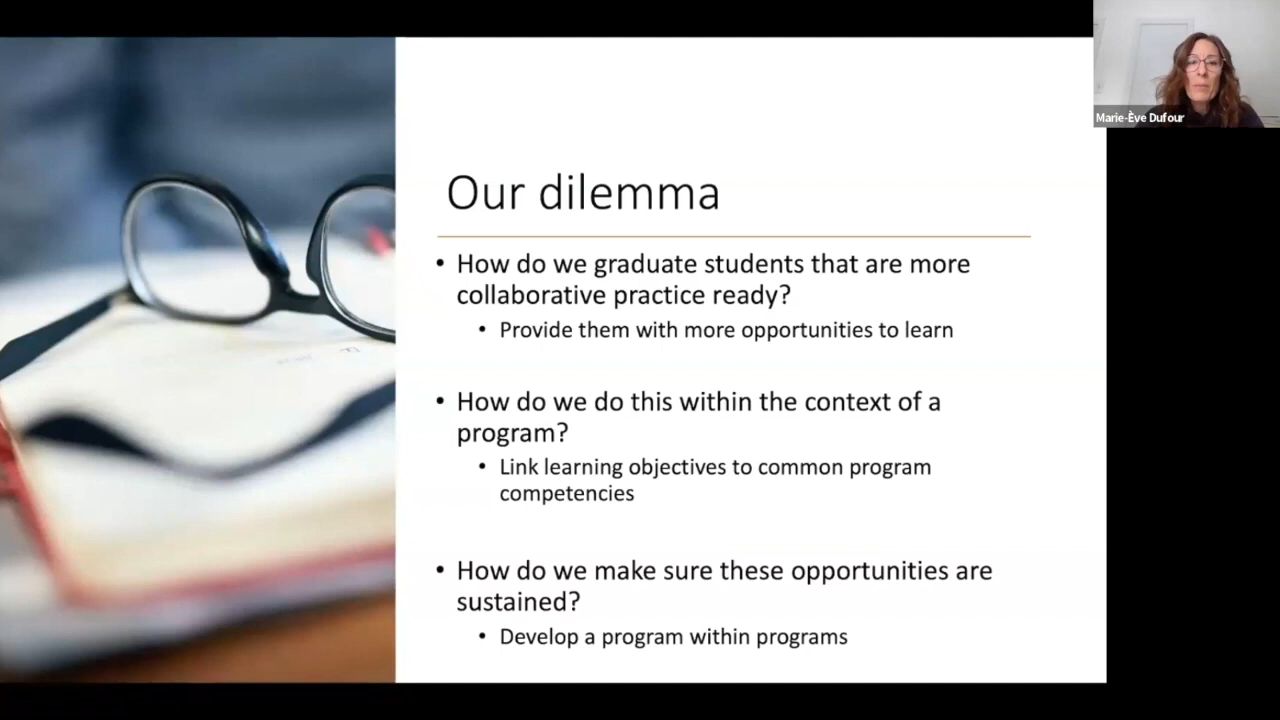 Marie-Ève Dufour
Our dilemma
• How do we graduate students that are more
collaborative practice ready?
• Provide them with more opportunities to learn
• How do we do this within the context of a
program?
• Link learning objectives to common program
competencies
• How do we make sure these opportunities are
sustained?
• Develop a program within programs